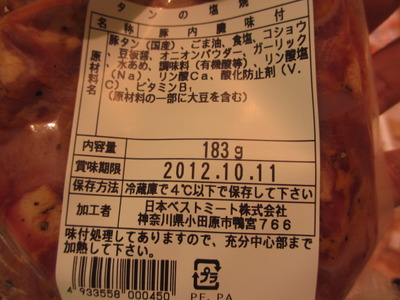 タンの塩焼
名称 豚内臓味付
原材料名 豚タン(国産)、ごま油、食塩、コショウ
、豆板醤、オニオンパウダー、ガーリック
、水あめ、調味料(有機酸等)、リン酸塩
(Na)、リン酸Ca、酸化防止剤(V.
C)、ビタミンB₁
(原材料の一部に大豆を含む)
内容量 183g
賞味期限 2012.10.11
保存方法 冷蔵庫で4℃以下で保存して下さい
加工者 日本ベストミート株式会社
神奈川県小田原市鴨宮766
味付処理してありますので、充分中心部まで
加熱して下さい。
プラ
4933558000450
PE, PA